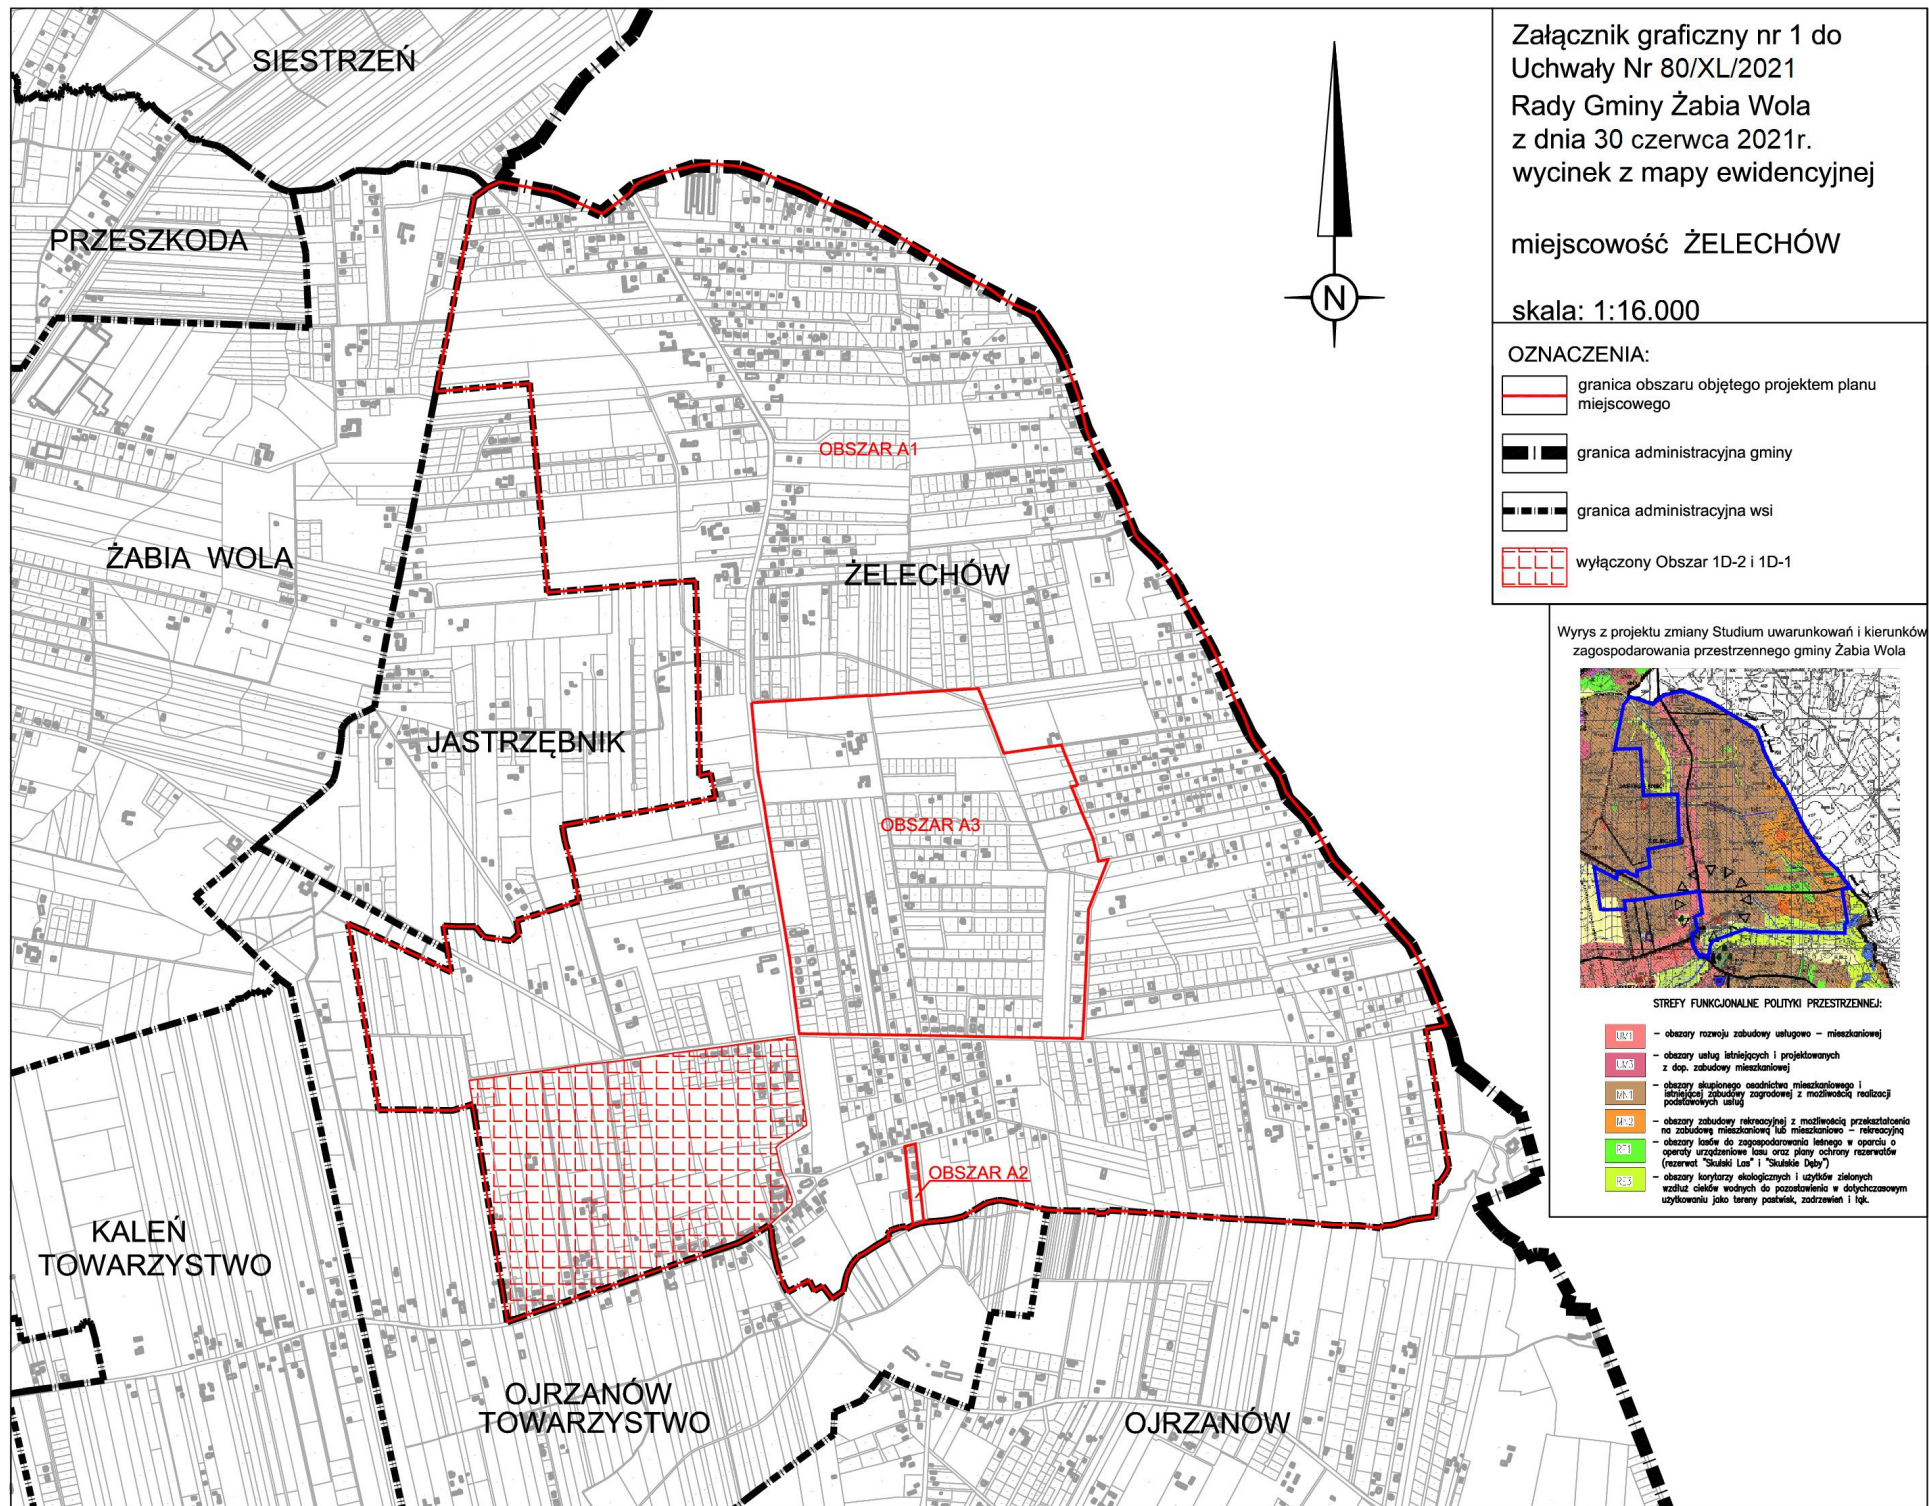 SIESTRZEŃ
PRZESZKODA
ŻABIA WOLA
OBSZAR A1
ŻELECHÓW
JASTRZĘBNIK
OBSZAR A3
OBSZAR A2
KALEŃ
TOWARZYSTWO
OJRZANÓW
TOWARZYSTWO
OJRZANÓW
N
Załącznik graficzny nr 1 do
Uchwały Nr 80/XL/2021
Rady Gminy Żabia Wola
z dnia 30 czerwca 2021r.
wycinek z mapy ewidencyjnej
miejscowość ŻELECHÓW
skala: 1:16.000
OZNACZENIA:
granica obszaru objętego projektem planu
miejscowego
granica administracyjna gminy
granica administracyjna wsi
wyłączony Obszar 1D-2 i 1D-1
Wyrys z projektu zmiany Studium uwarunkowań i kierunków
zagospodarowania przestrzennego gminy Żabia Wola
STREFY FUNKCJONALNE POLITYKI PRZESTRZENNEJ:
– obszary rozwoju zabudowy usługowo – mieszkaniowej
– obszary usług istniejących i projektowanych
z dop. zabudowy mieszkaniowej
MN1 – obszary skupionego osadnictwa mieszkaniowego i
istniejącej zabudowy zagrodowej z możliwością realizacji
podstawowych usług
MN2 – obszary zabudowy rekreacyjnej z możliwością przekształcenia
na zabudowę mieszkaniową lub mieszkaniowo – rekreacyjną
RE1 – obszary lasów do zagospodarowania leśnego w oparciu o
operaty urządzeniowe lasu oraz plany ochrony rezerwatów
(rezerwat "Skulski Las" i "Skulskie Dęby")
RE3 – obszary korytarzy ekologicznych i użytków zielonych
wzdłuż cieków wodnych do pozostawienia w dotychczasowym
użytkowaniu jako tereny pastwisk, zadrzewień i łąk.